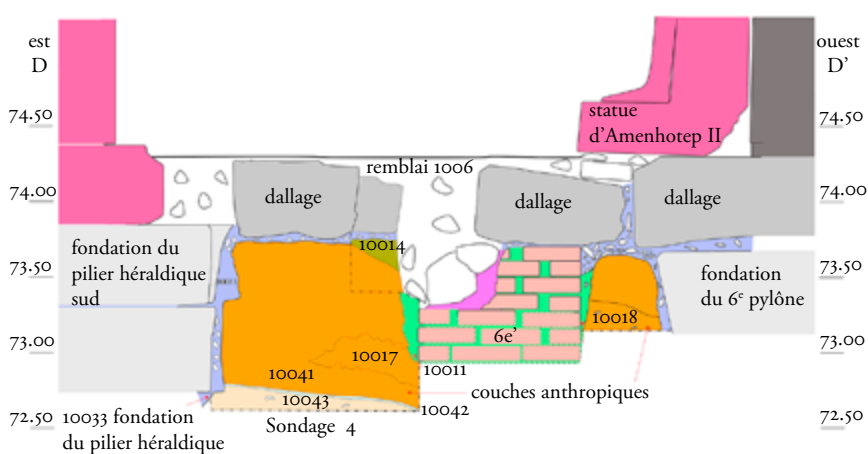 est
D
ouest
D'
74.50
74.50
statue
d'Amenhotep II
remblai 1006
74.00
dallage
dallage
dallage
74.00
fondation du
pilier héraldique
sud
10014
fondation
du 6e pylône
73.50
73.50
10018
6e'
73.00
10017
10011
73.00
10041
couches anthropiques
10043
10042
72.50
10033 fondation
du pilier héraldique
Sondage 4
72.50